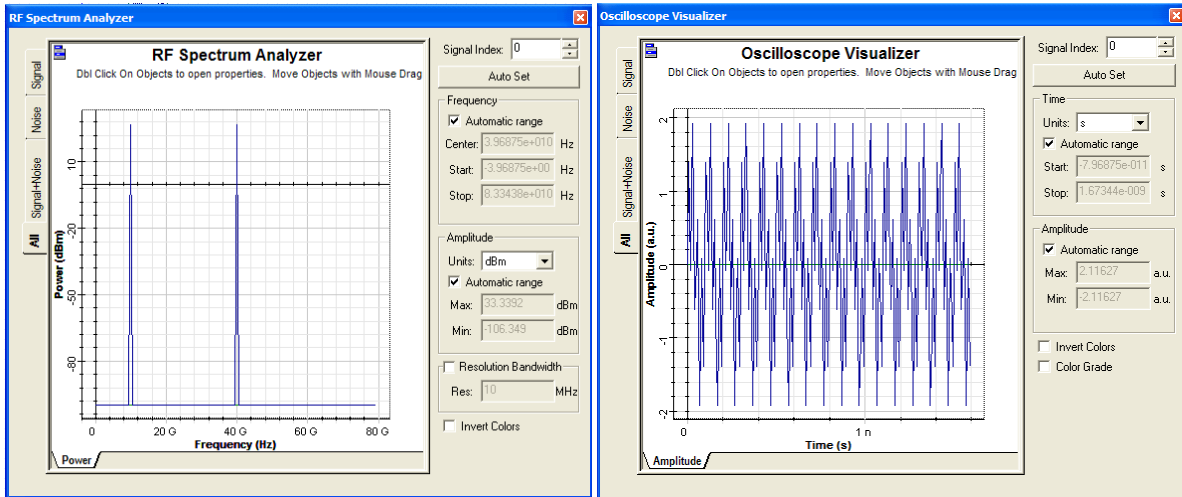 RF Spectrum Analyzer
RF Spectrum Analyzer
Dbl Click On Objects to open properties. Move Objects with Mouse Drag
Signal
Noise
Signal+Noise
All
Power (dBm)
10
-20
-50
-80
0
20 G
40 G
60 G
80 G
Frequency (Hz)
Power
Signal Index: 0
Auto Set
Frequency
Automatic range
Center: 3.96875e+010 Hz
Start: -3.96875e+00 Hz
Stop: 8.33438e+010 Hz
Amplitude
Units: dBm
Automatic range
Max: 33.3392 dBm
Min: -106.349 dBm
Resolution Bandwidth
Res: 10 MHz
Invert Colors
Oscilloscope Visualizer
Oscilloscope Visualizer
Dbl Click On Objects to open properties. Move Objects with Mouse Drag
Signal
Noise
Signal+Noise
All
Amplitude (a.u.)
2
1
0
-1
-2
0
1 n
Time (s)
Amplitude
Signal Index: 0
Auto Set
Time
Units: s
Automatic range
Start: -7.96875e-011 s
Stop: 1.67344e-009 s
Amplitude
Automatic range
Max: 2.11627 a.u.
Min: -2.11627 a.u.
Invert Colors
Color Grade